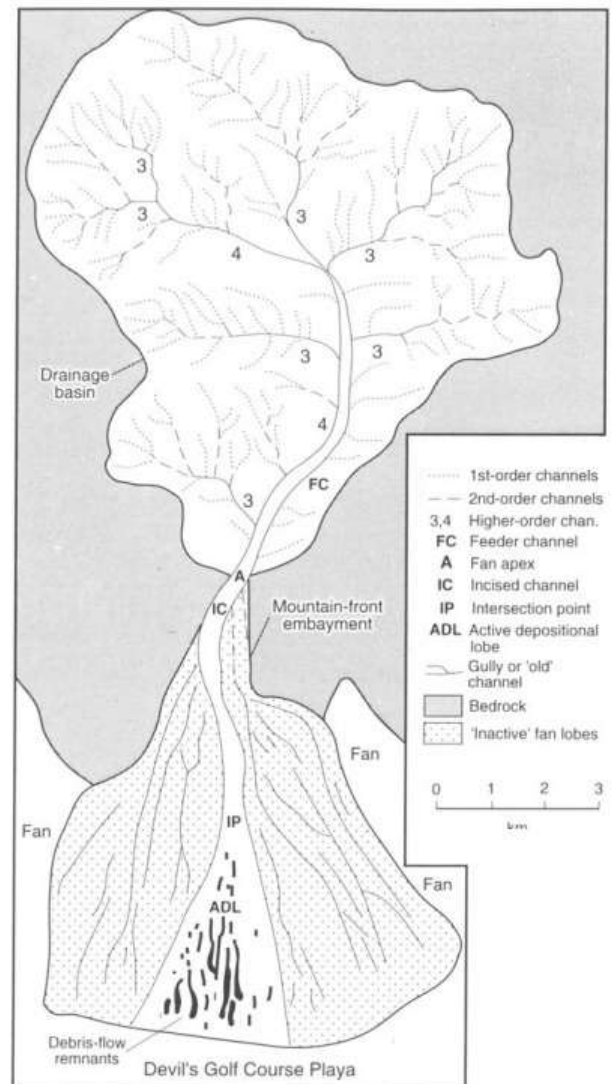 3
3
3
4
3
Drainage
basin
3
3
4
FC
3
A
IC
Mountain-front
embayment
1st-order channels
2nd-order channels
3,4 Higher-order chan.
FC Feeder channel
A Fan apex
IC Incised channel
IP Intersection point
ADL Active depositional
lobe
Gully or 'old'
channel
Bedrock
'Inactive' fan lobes
0 1 2 3
km
Fan
Fan
Fan
IP
ADL
Debris-flow
remnants
Devil's Golf Course Playa